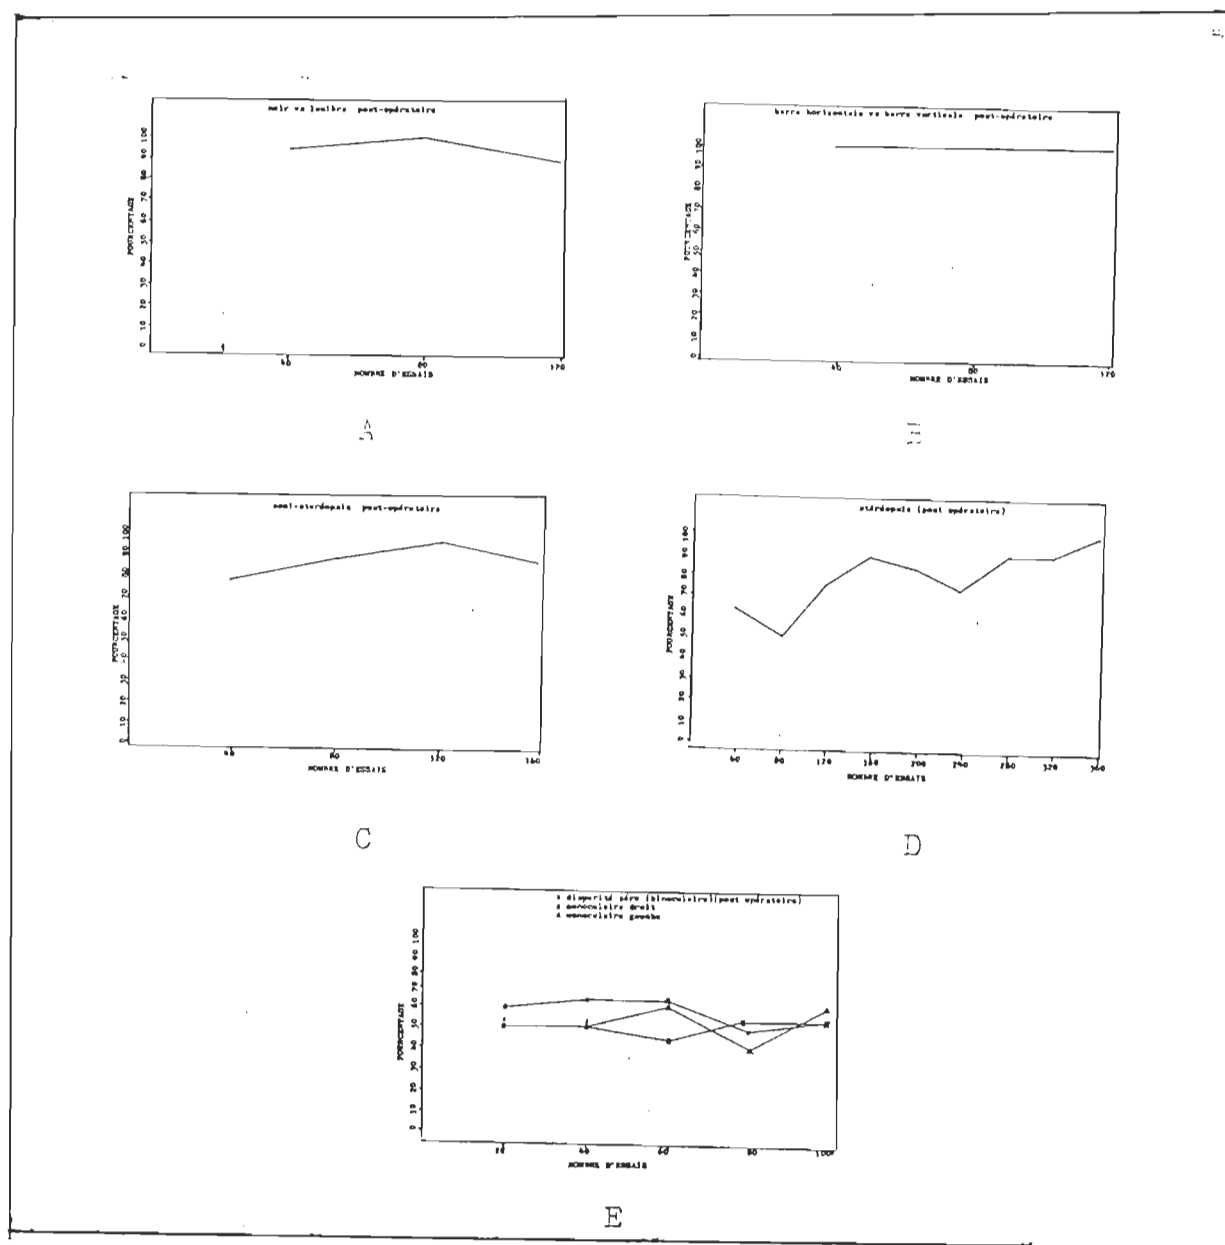 noir vs lumière post-opératoire
POURCENTAGE
0 10 20 30 40 50 60 70 80 90 100
40 80 120
NOMBRE D'ESSAIS
A
barre horizontale vs barre verticale post-opératoire
POURCENTAGE
0 10 20 30 40 50 60 70 80 90 100
40 80 120
NOMBRE D'ESSAIS
post-opératoire
POURCENTAGE
0 10 20 30 40 50 60 70 80 90 100
40 80 120 160
NOMBRE D'ESSAIS
C
(post opératoire)
POURCENTAGE
0 10 20 30 40 50 60 70 80 90 100
40 80 120 160 200 240 280 320 360
NOMBRE D'ESSAIS
D
disparité (binoculaire)(post opératoire)
monoculaire droit
monoculaire gauche
POURCENTAGE
0 10 20 30 40 50 60 70 80 90 100
20 40 60 80 100
NOMBRE D'ESSAIS
E